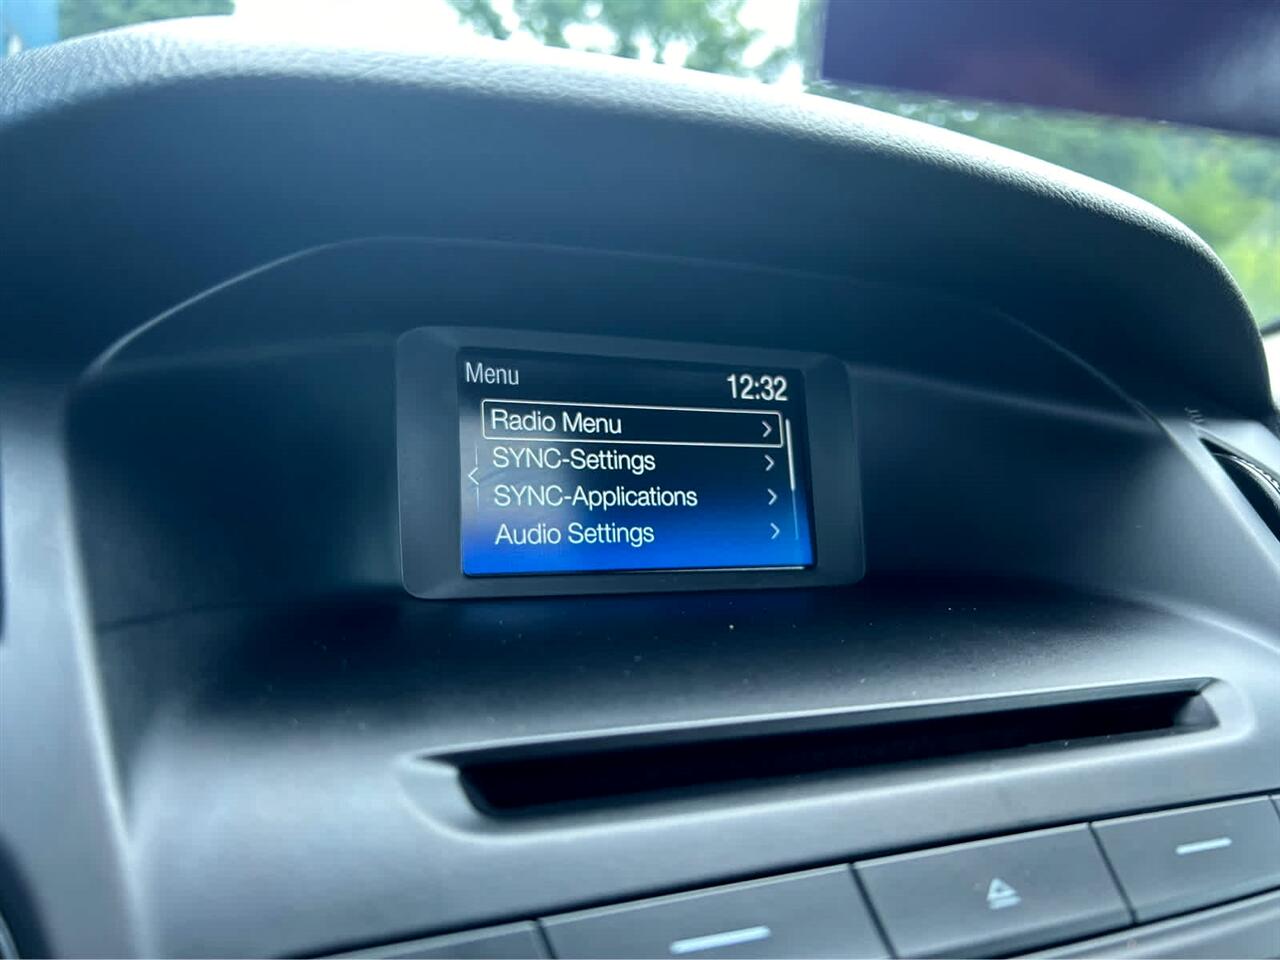 Menu
12:32
Radio Menu
SYNC-Settings
SYNC-Applications
Audio Settings